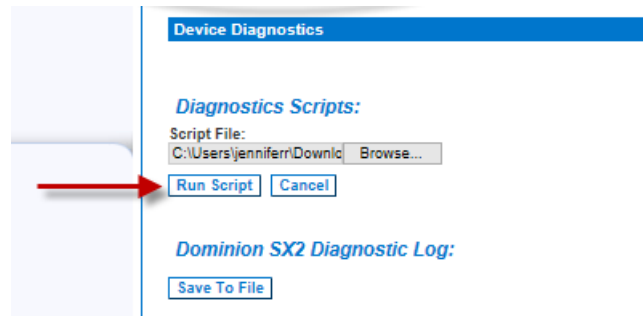 Device Diagnostics
Diagnostics Scripts:
Script File:
C:\Users\jenniferr\Downlc Browse...
Run Script Cancel
Dominion SX2 Diagnostic Log:
Save To File